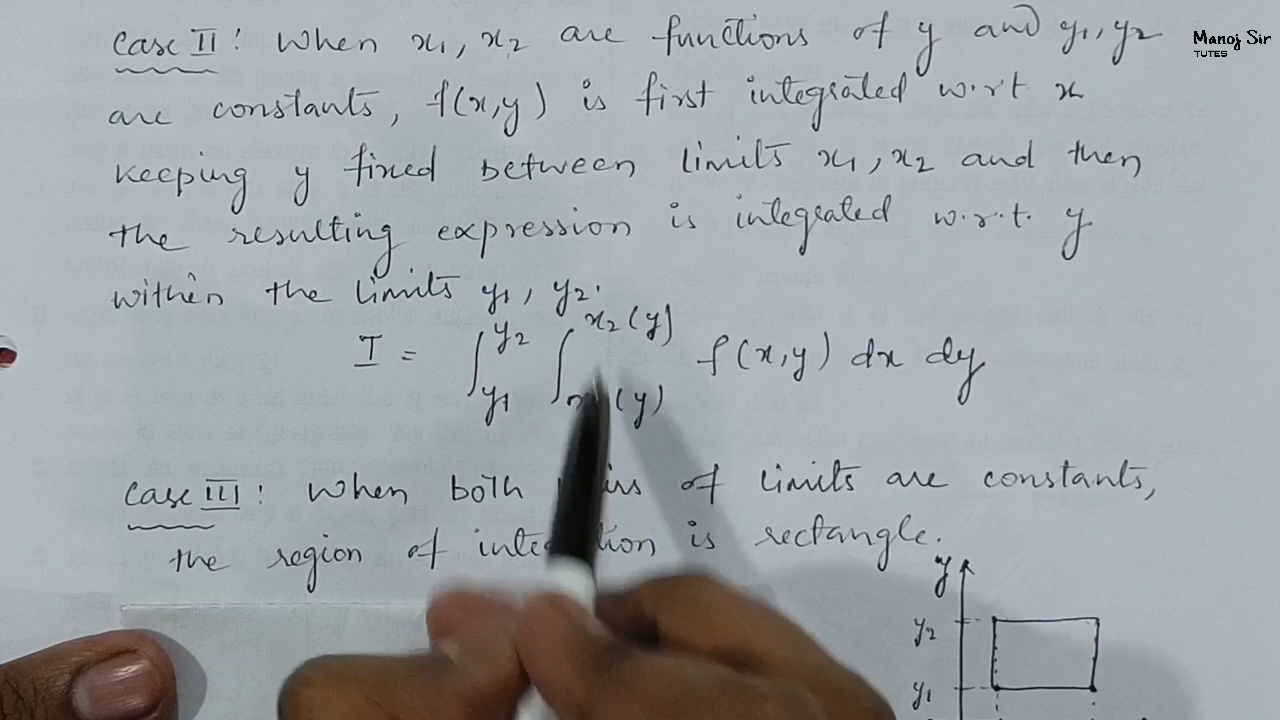 Manoj Sir
TUTES
Case II : When x₁, x₂ are functions of y and y₁, y₂
are constants, f(x,y) is first integrated w.r.t x
keeping y fixed between limits x₁, x₂ and then
the resulting expression is integrated w.r.t. y
within the limits y₁, y₂.
I = ∫_{y₁}^{y₂} ∫_{(y)}^{x₂(y)} f(x,y) dx dy
Case III : When both of limits are constants,
the region of is rectangle.
y
y₂
y₁